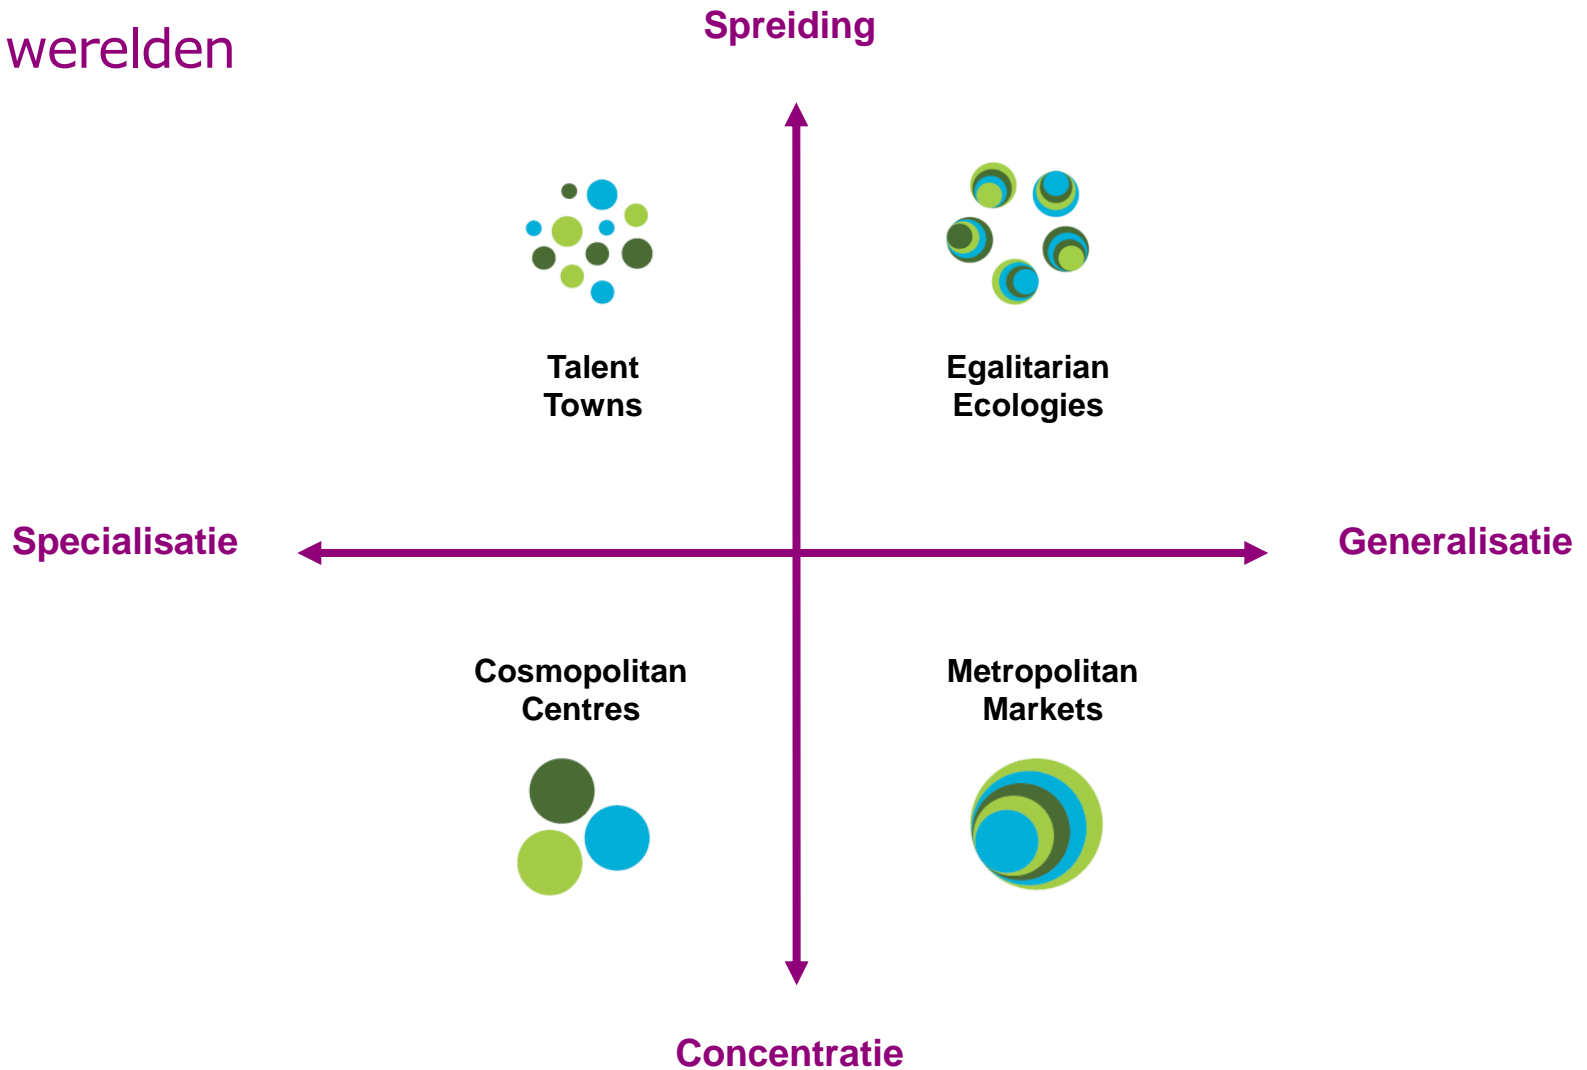 werelden
Spreiding
Talent
Towns
Egalitarian
Ecologies
Specialisatie
Generalisatie
Cosmopolitan
Centres
Metropolitan
Markets
Concentratie